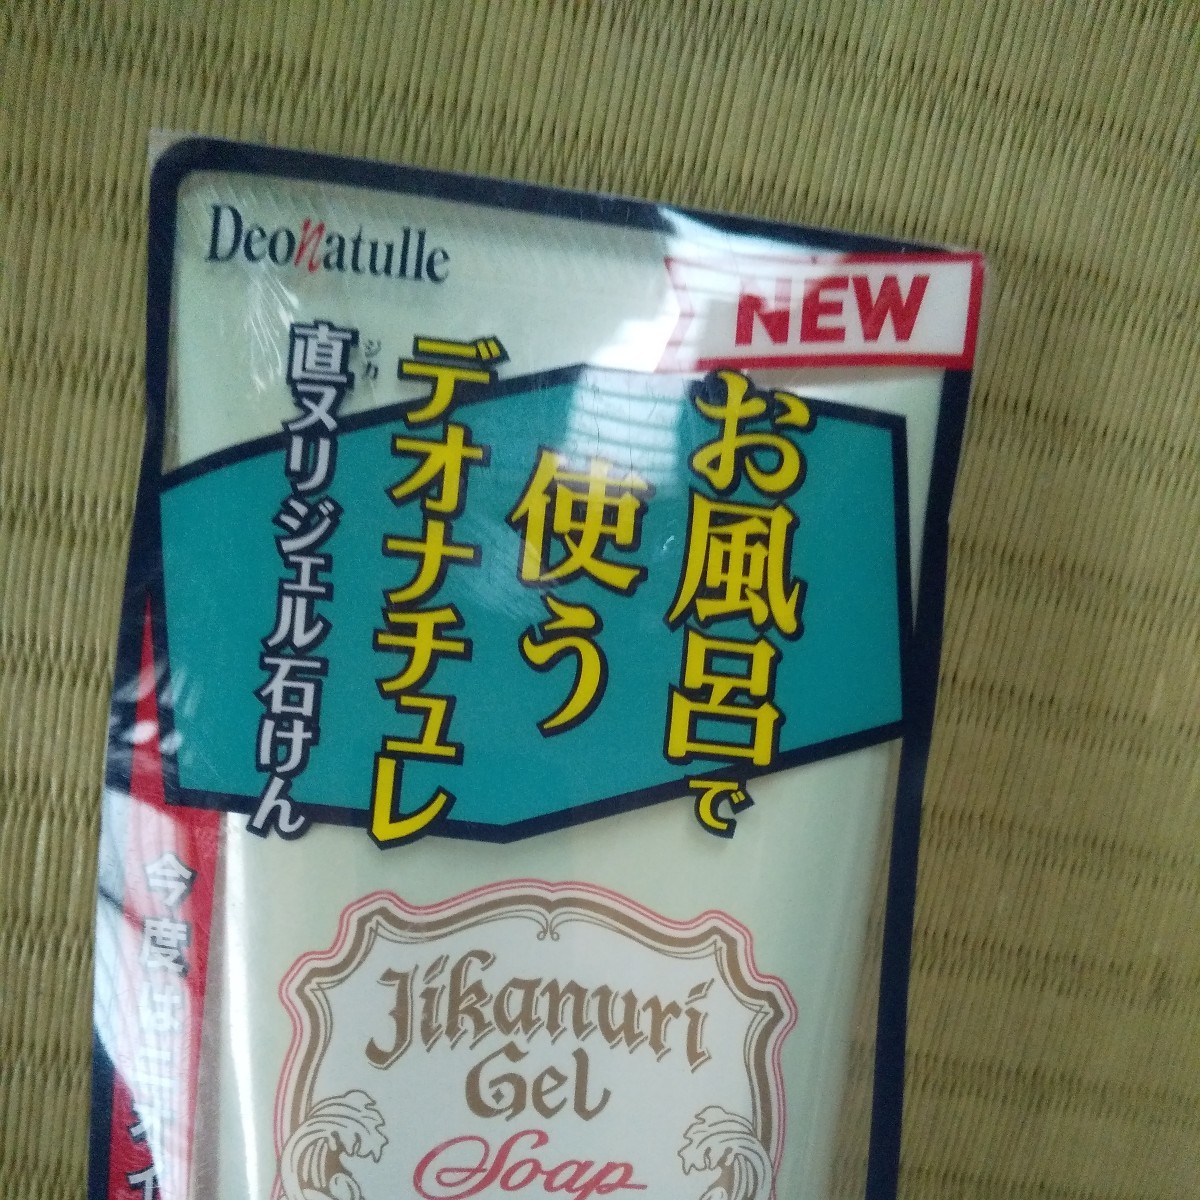 Deonatulle
NEW
お風呂で
使う
デオナチュレ
直ヌリジェル石けん
ジカ
今度は
Jikanuri
Gel
Soap